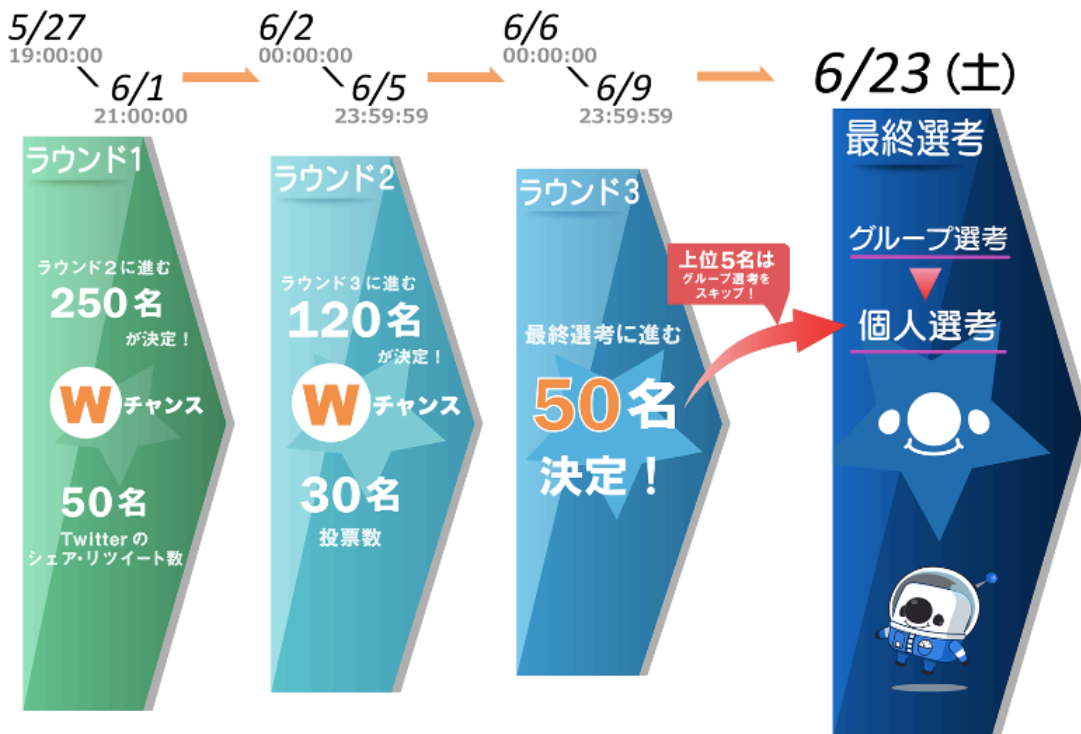 5/27
19:00:00
6/1
21:00:00
6/2
00:00:00
6/5
23:59:59
6/6
00:00:00
6/9
23:59:59
6/23 (土)
ラウンド1
ラウンド2に進む
250名
が決定！
Wチャンス
50名
Twitterの
シェア・リツイート数
ラウンド2
ラウンド3に進む
120名
が決定！
Wチャンス
30名
投票数
ラウンド3
最終選考に進む
50名
決定！
上位5名は
グループ選考を
スキップ！
最終選考
グループ選考
個人選考